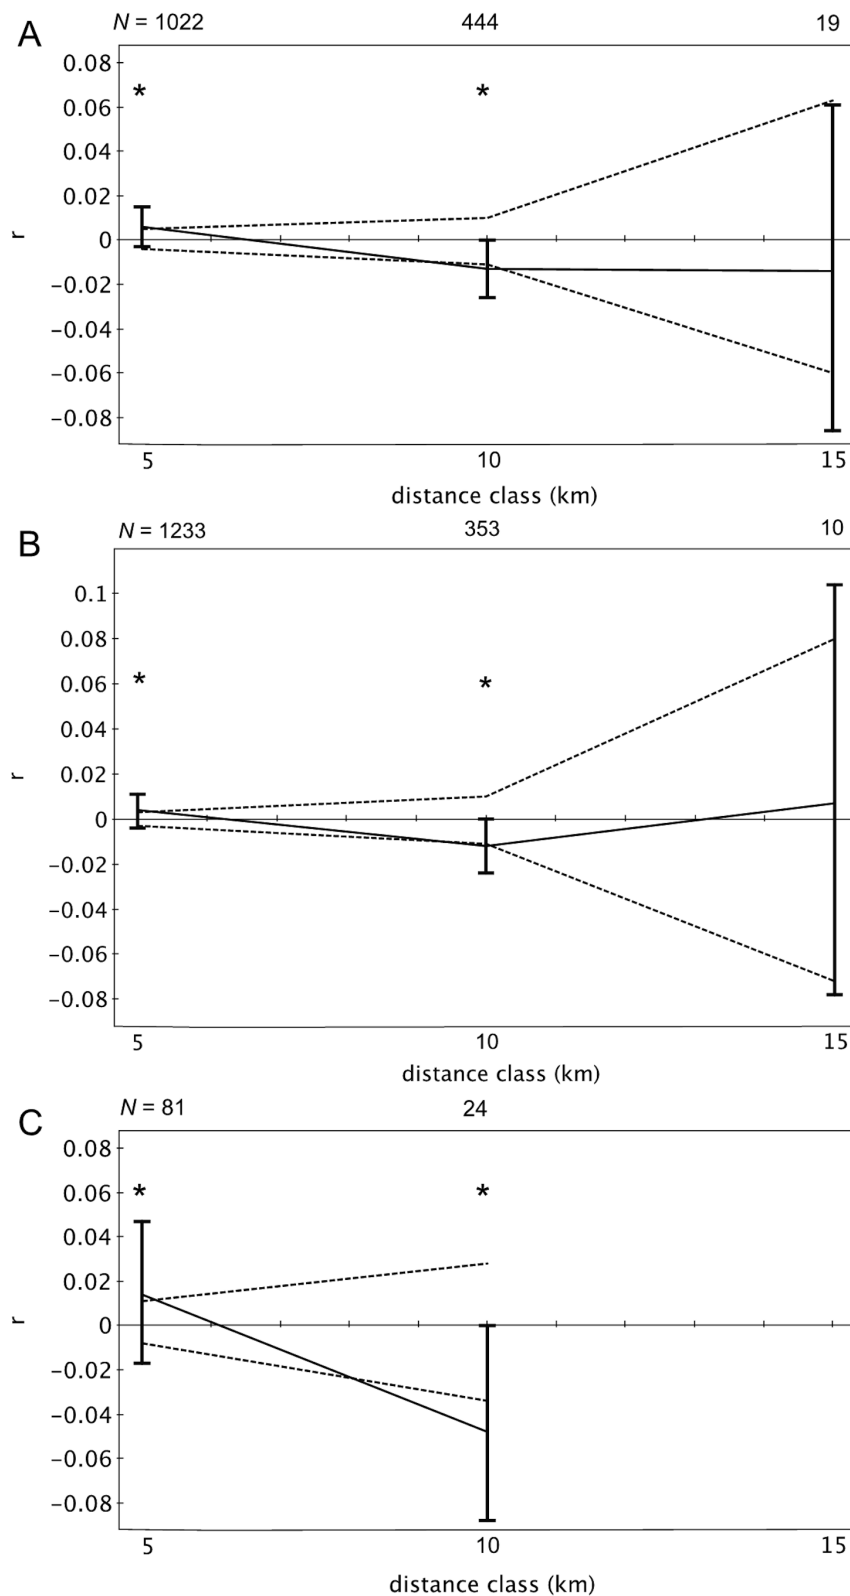 A
N = 1022 444 19
0.08
*
*
0.06
0.04
0.02
r
0
−0.02
−0.04
−0.06
−0.08
5 10 15
distance class (km)
B
N = 1233 353 10
0.1
0.08
*
*
0.06
0.04
0.02
r
0
−0.02
−0.04
−0.06
−0.08
5 10 15
distance class (km)
C
N = 81 24
0.08
0.06
*
*
0.04
0.02
r
0
−0.02
−0.04
−0.06
−0.08
5 10 15
distance class (km)